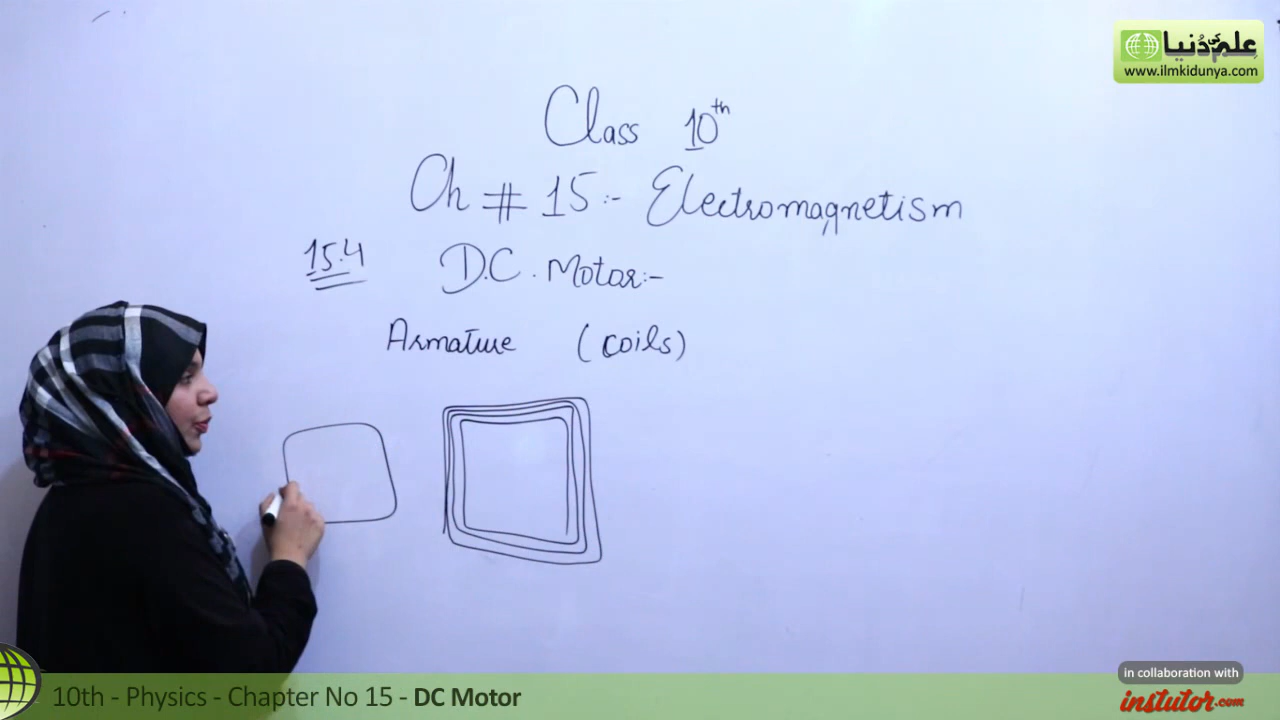 علم کی دُنیا
www.ilmkidunya.com
Class 10th
Ch # 15:- Electromagnetism
15.4 D.C. Motor:-
Armature (coils)
in collaboration with
instutor.com
10th - Physics - Chapter No 15 - DC Motor